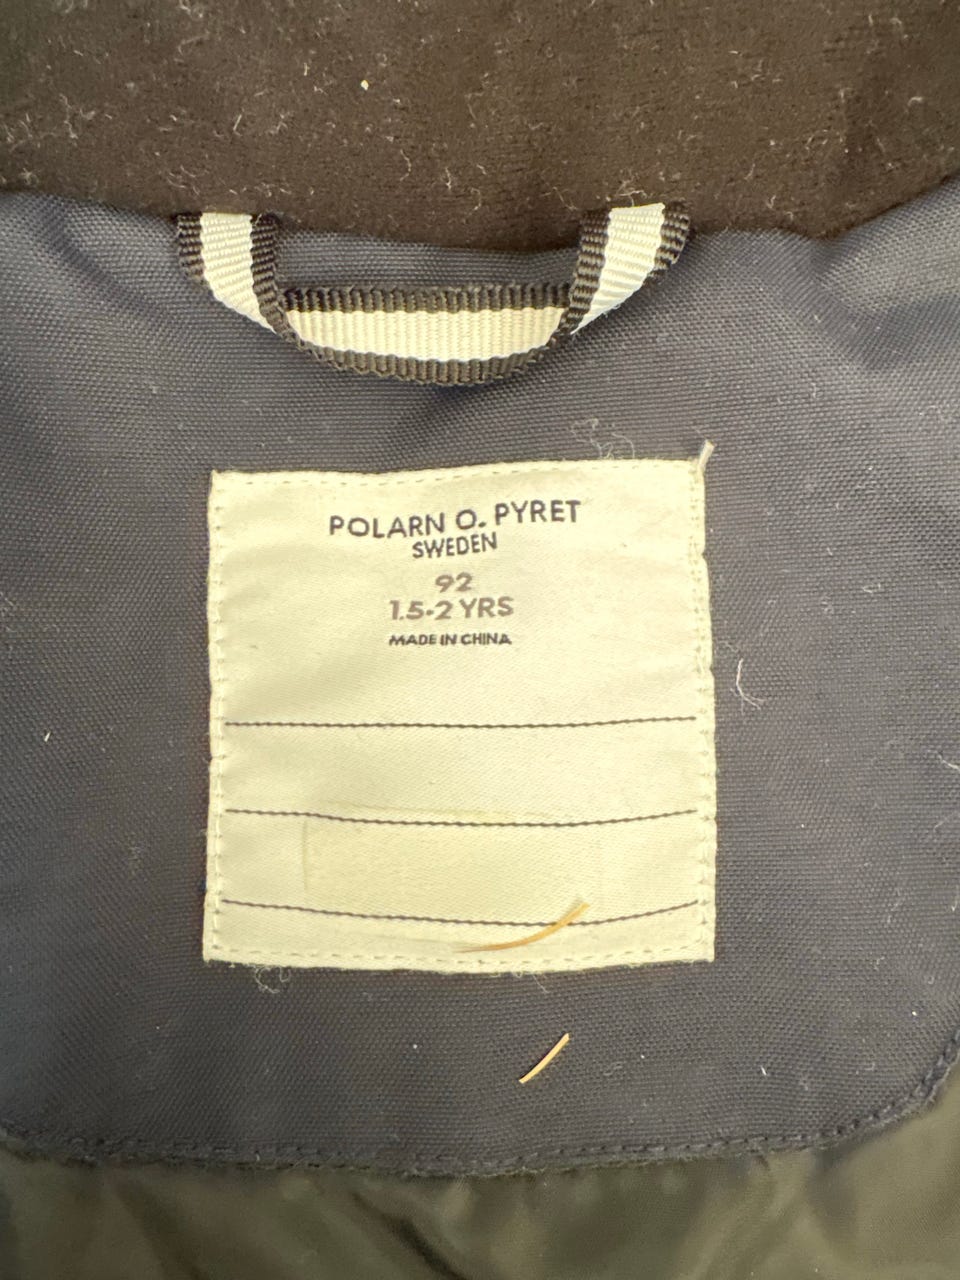 POLARN O. PYRET
SWEDEN
92
1.5-2 YRS
MADE IN CHINA